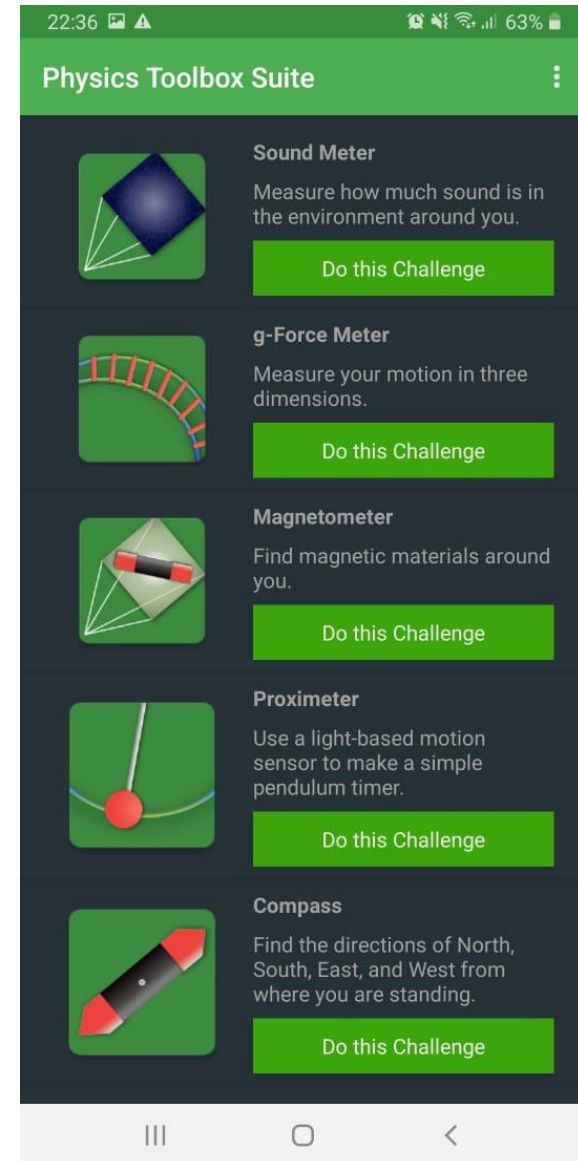 22:36 63%
Physics Toolbox Suite
Sound Meter
Measure how much sound is in
the environment around you.
Do this Challenge
g-Force Meter
Measure your motion in three
dimensions.
Do this Challenge
Magnetometer
Find magnetic materials around
you.
Do this Challenge
Proximeter
Use a light-based motion
sensor to make a simple
pendulum timer.
Do this Challenge
Compass
Find the directions of North,
South, East, and West from
where you are standing.
Do this Challenge